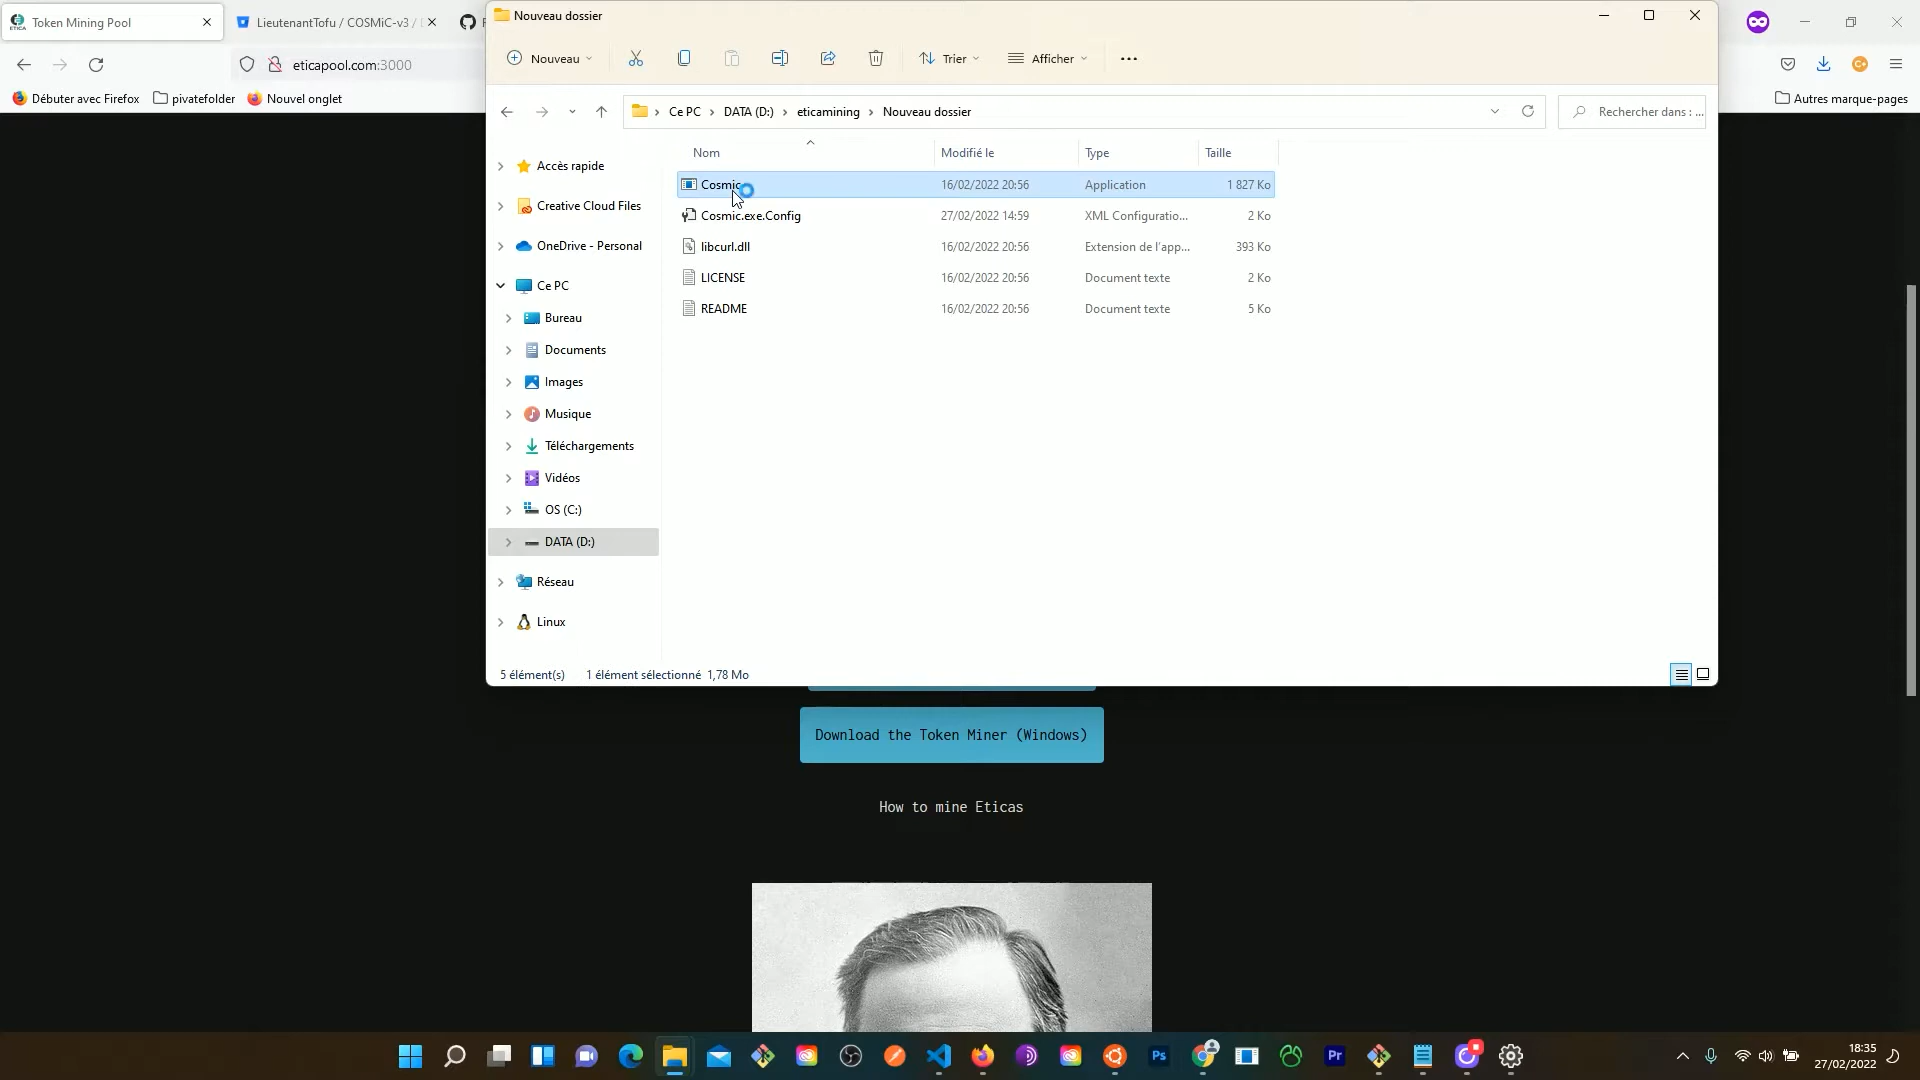 Token Mining Pool
LieutenantTofu / COSMiC-v3 /
Nouveau dossier
eticapool.com:3000
Nouveau
Trier
Afficher
Débuter avec Firefox
pivatefolder
Nouvel onglet
Autres marque-pages
Ce PC
DATA (D:)
eticamining
Nouveau dossier
Rechercher dans : ...
Nom
Modifié le
Type
Taille
Accès rapide
Creative Cloud Files
OneDrive - Personal
Ce PC
Bureau
Documents
Images
Musique
Téléchargements
Vidéos
OS (C:)
DATA (D:)
Réseau
Linux
Cosmic 16/02/2022 20:56 Application 1 827 Ko
Cosmic.exe.Config 27/02/2022 14:59 XML Configuratio... 2 Ko
libcurl.dll 16/02/2022 20:56 Extension de l'app... 393 Ko
LICENSE 16/02/2022 20:56 Document texte 2 Ko
README 16/02/2022 20:56 Document texte 5 Ko
5 élément(s) 1 élément sélectionné 1,78 Mo
Download the Token Miner (Windows)
How to mine Eticas
Ps
Pr
18:35
27/02/2022